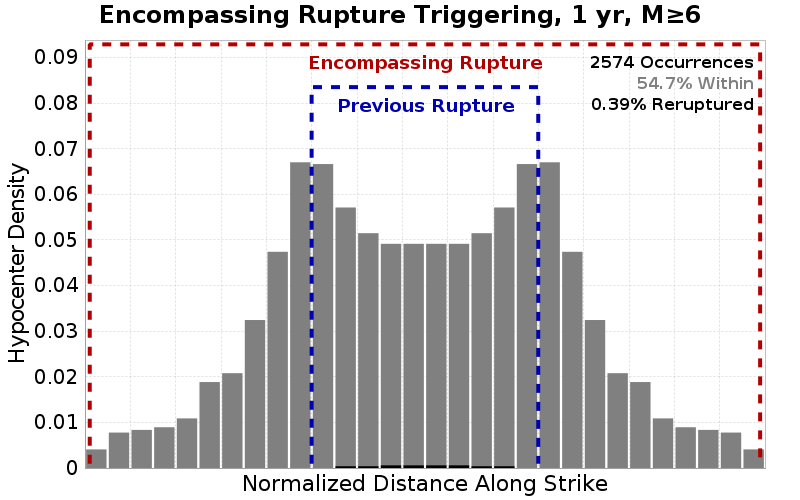 Encompassing Rupture Triggering, 1 yr, M≥6
Encompassing Rupture
Previous Rupture
2574 Occurrences
54.7% Within
0.39% Reruptured
Hypocenter Density
0.09
0.08
0.07
0.06
0.05
0.04
0.03
0.02
0.01
0
Normalized Distance Along Strike